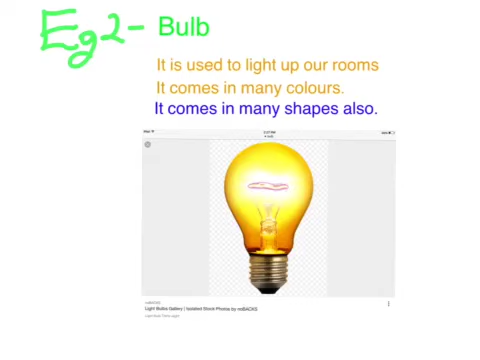 Eg2- Bulb
It is used to light up our rooms
It comes in many colours.
It comes in many shapes also.
Light Bulbs Gallery | Isolated Stock Photos by noBACKS